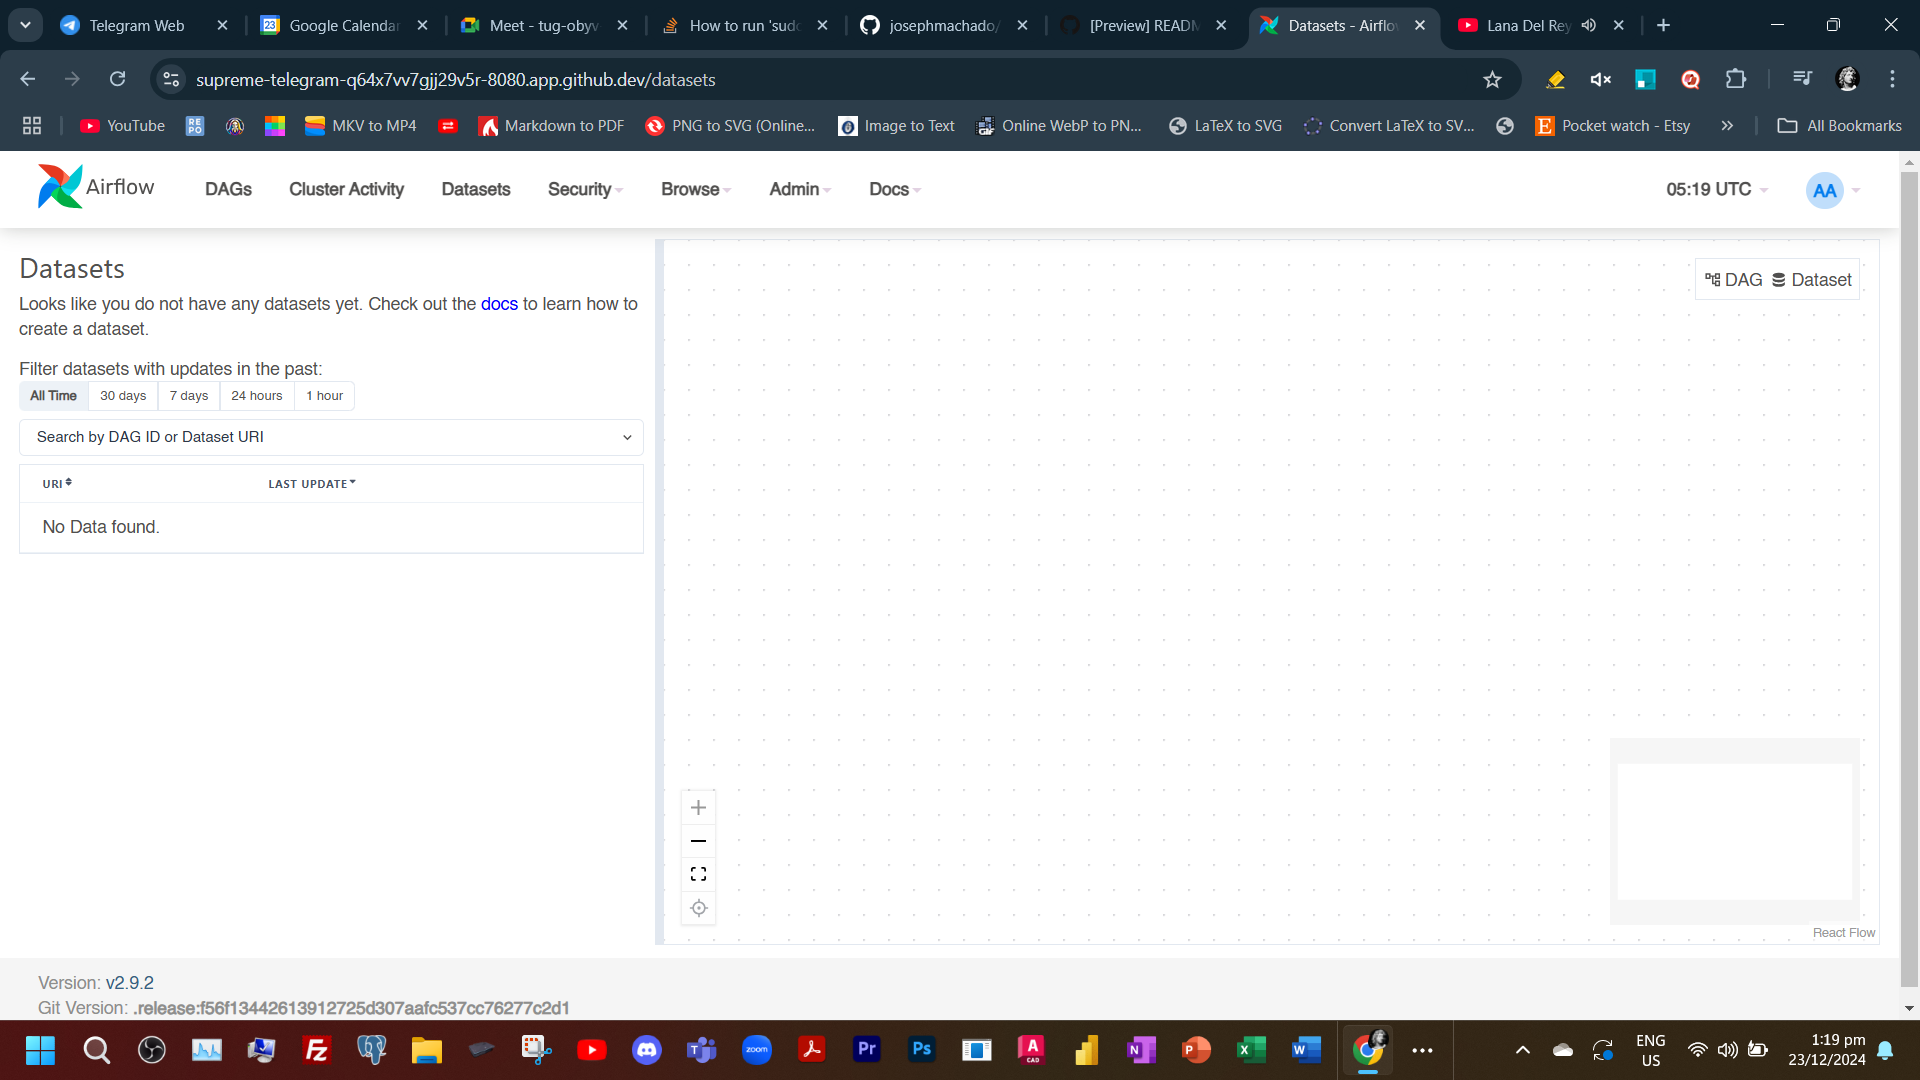 Telegram Web
Google Calendar
Meet - tug-obyv
How to run 'sudo
josephmachado/
[Preview] READM
Datasets - Airflow
Lana Del Rey
supreme-telegram-q64x7vv7gjj29v5r-8080.app.github.dev/datasets
YouTube
RE PO
MKV to MP4
Markdown to PDF
PNG to SVG (Online...
Image to Text
Online WebP to PN...
LaTeX to SVG
Convert LaTeX to SV...
Pocket watch - Etsy
All Bookmarks
Airflow
DAGs
Cluster Activity
Datasets
Security
Browse
Admin
Docs
05:19 UTC
AA
Datasets
Looks like you do not have any datasets yet. Check out the docs to learn how to
create a dataset.
Filter datasets with updates in the past:
All Time 30 days 7 days 24 hours 1 hour
Search by DAG ID or Dataset URI
URI LAST UPDATE
No Data found.
DAG Dataset
React Flow
Version: v2.9.2
Git Version: .release:f56f13442613912725d307aafc537cc76277c2d1
zoom
Pr
Ps
A CAD
ENG
US
1:19 pm
23/12/2024